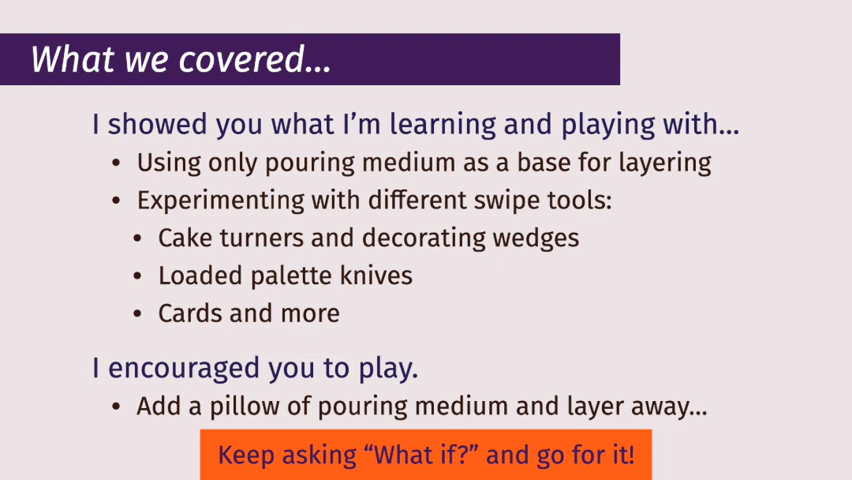 What we covered...
I showed you what I'm learning and playing with...
• Using only pouring medium as a base for layering
• Experimenting with different swipe tools:
• Cake turners and decorating wedges
• Loaded palette knives
• Cards and more
I encouraged you to play.
• Add a pillow of pouring medium and layer away...
Keep asking “What if?” and go for it!